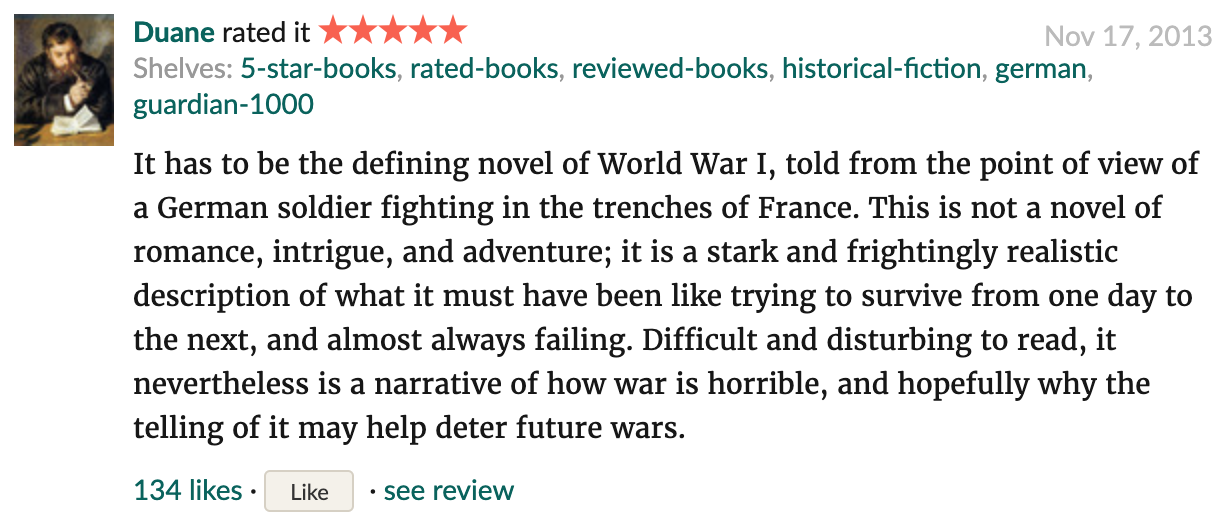 Duane rated it ★★★★★ Nov 17, 2013
Shelves: 5-star-books, rated-books, reviewed-books, historical-fiction, german,
guardian-1000
It has to be the defining novel of World War I, told from the point of view of
a German soldier fighting in the trenches of France. This is not a novel of
romance, intrigue, and adventure; it is a stark and frightingly realistic
description of what it must have been like trying to survive from one day to
the next, and almost always failing. Difficult and disturbing to read, it
nevertheless is a narrative of how war is horrible, and hopefully why the
telling of it may help deter future wars.
134 likes · Like · see review